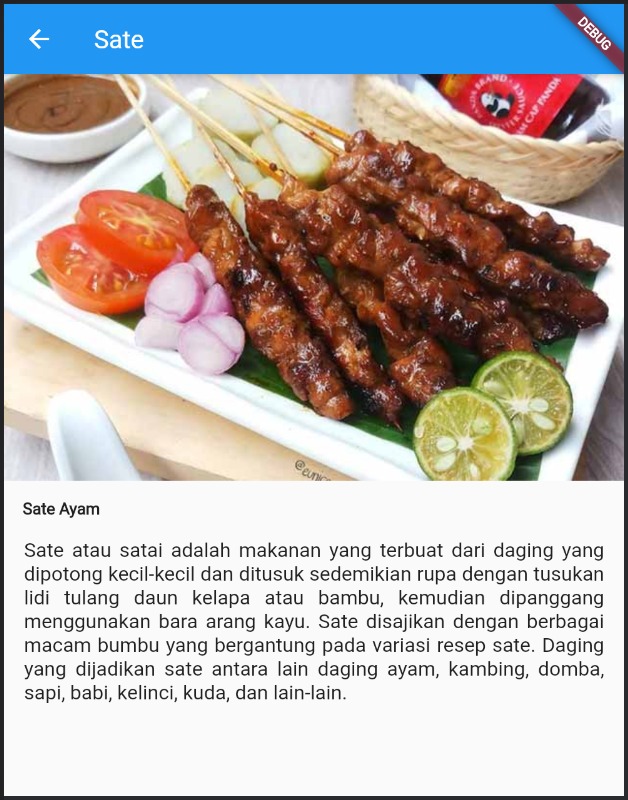 Sate
DEBUG
Sate Ayam
Sate atau satai adalah makanan yang terbuat dari daging yang
dipotong kecil-kecil dan ditusuk sedemikian rupa dengan tusukan
lidi tulang daun kelapa atau bambu, kemudian dipanggang
menggunakan bara arang kayu. Sate disajikan dengan berbagai
macam bumbu yang bergantung pada variasi resep sate. Daging
yang dijadikan sate antara lain daging ayam, kambing, domba,
sapi, babi, kelinci, kuda, dan lain-lain.